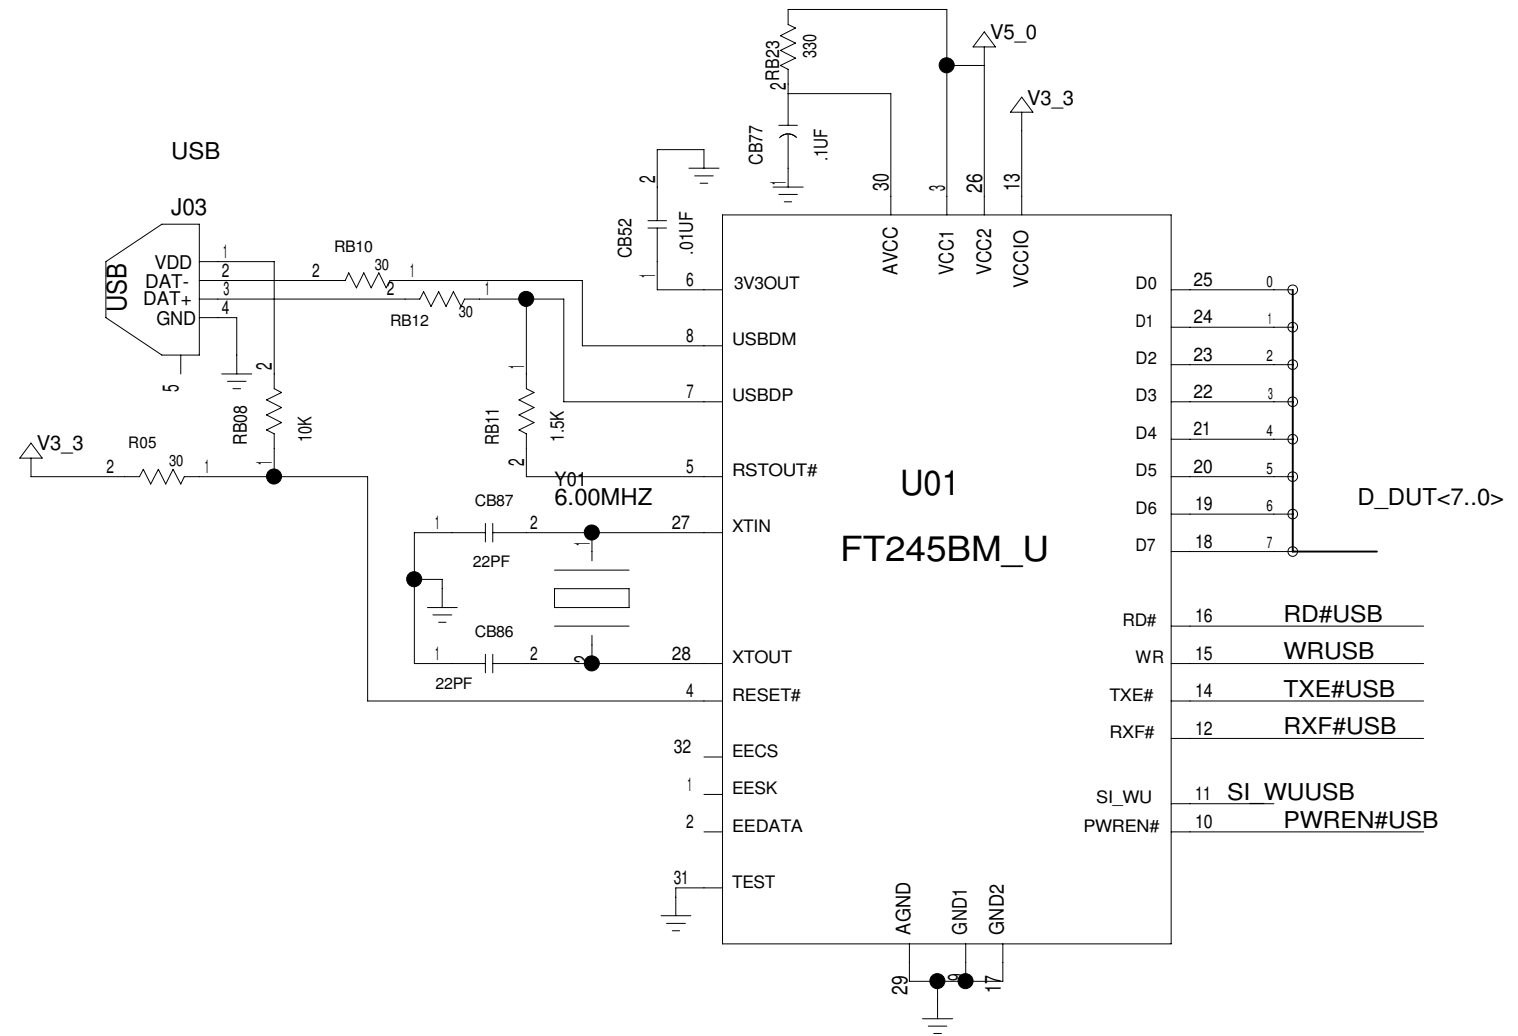 V5_0
RB23
330
2
V3_3
CB77
.1UF
1
USB
30
3
26
13
2
CB52
.01UF
1
J03
USB
VDD
1
DAT-
2
DAT+
3
GND
4
5
RB10
2
30
1
2
RB12
30
1
6
3V3OUT
AVCC
VCC1
VCC2
VCCIO
D0
25
0
D1
24
1
8
USBDM
D2
23
2
7
USBDP
D3
22
3
2
RB08
10K
1
1
RB11
1.5K
2
D4
21
4
V3_3
R05
2
30
1
5
RSTOUT#
D5
20
5
U01
D_DUT<7..0>
Y01
6.00MHZ
CB87
1
2
22PF
27
XTIN
1
D6
19
6
FT245BM_U
D7
18
7
CB86
1
2
22PF
2
28
XTOUT
RD#
16
RD#USB
WR
15
WRUSB
4
RESET#
TXE#
14
TXE#USB
RXF#
12
RXF#USB
32
EECS
1
EESK
SI_WU
11
SI_WUUSB
2
EEDATA
PWREN#
10
PWREN#USB
31
TEST
AGND
GND1
GND2
29
9
17